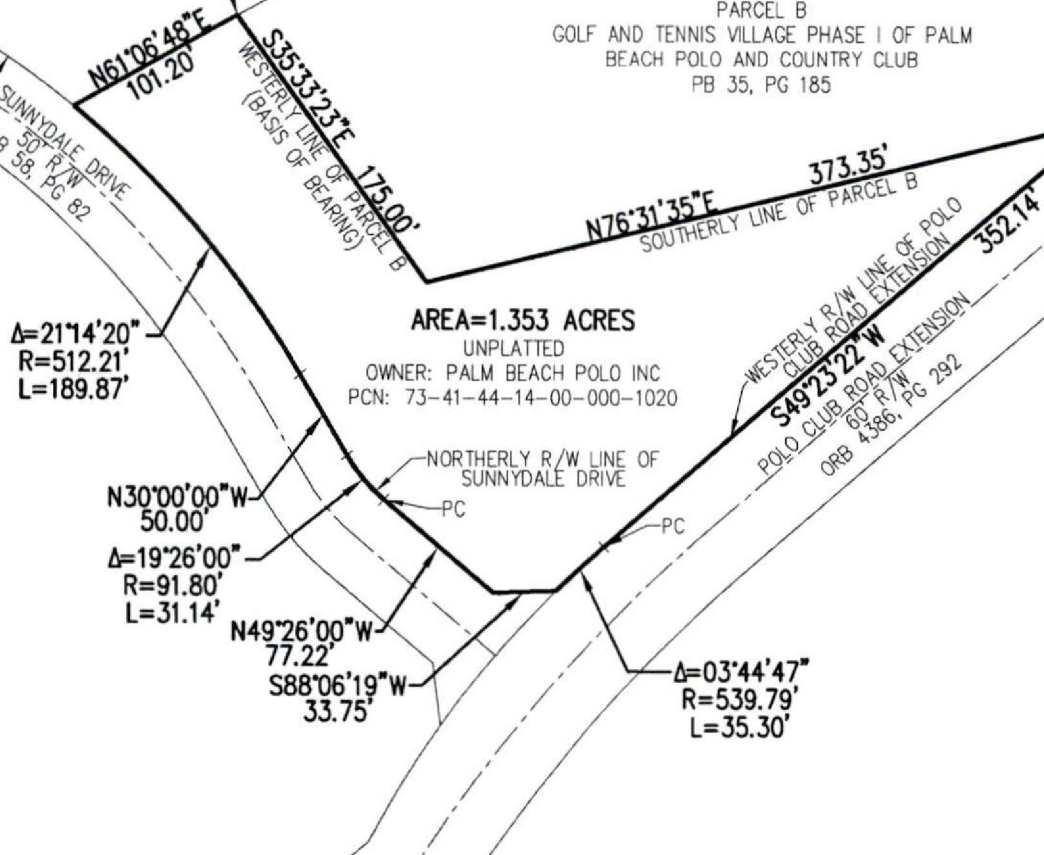 PARCEL B
GOLF AND TENNIS VILLAGE PHASE I OF PALM
BEACH POLO AND COUNTRY CLUB
PB 35, PG 185
N61°06'48"E
101.20'
S35°33'23"E 175.00'
WESTERLY LINE OF PARCEL B
(BASIS OF BEARING)
SUNNYDALE DRIVE
50' R/W
58, PG 82
N76°31'35"E 373.35'
SOUTHERLY LINE OF PARCEL B
352.14'
WESTERLY R/W LINE OF POLO
CLUB ROAD EXTENSION
S49°23'22"W
POLO CLUB ROAD EXTENSION
60' R/W
ORB 4386, PG 292
AREA=1.353 ACRES
UNPLATTED
OWNER: PALM BEACH POLO INC
PCN: 73-41-44-14-00-000-1020
Δ=21°14'20"
R=512.21'
L=189.87'
NORTHERLY R/W LINE OF
SUNNYDALE DRIVE
PC
N30°00'00"W
50.00'
PC
Δ=19°26'00"
R=91.80'
L=31.14'
N49°26'00"W
77.22'
S88°06'19"W
33.75'
Δ=03°44'47"
R=539.79'
L=35.30'